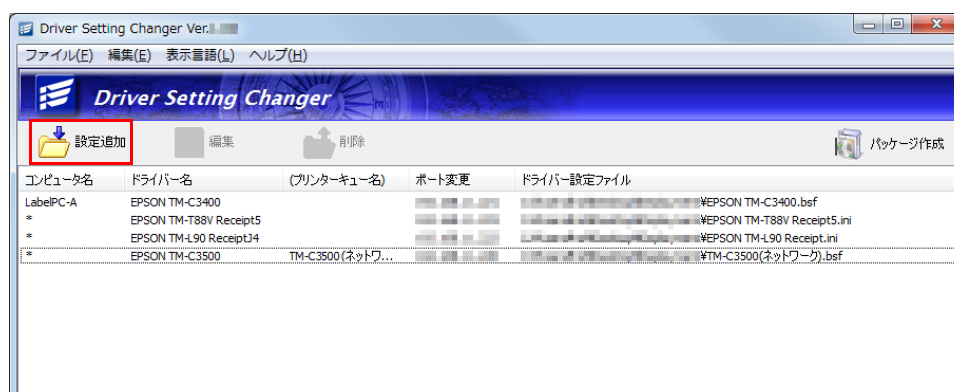 Driver Setting Changer Ver.
ファイル(F) 編集(E) 表示言語(L) ヘルプ(H)
Driver Setting Changer
設定追加 編集 削除 パッケージ作成
コンピュータ名 ドライバー名 (プリンターキュー名) ポート変更 ドライバー設定ファイル
LabelPC-A EPSON TM-C3400 ¥EPSON TM-C3400.bsf
* EPSON TM-T88V Receipt5 ¥EPSON TM-T88V Receipt5.ini
* EPSON TM-L90 ReceiptJ4 ¥EPSON TM-L90 Receipt.ini
* EPSON TM-C3500 TM-C3500(ネットワ... ¥TM-C3500(ネットワーク).bsf